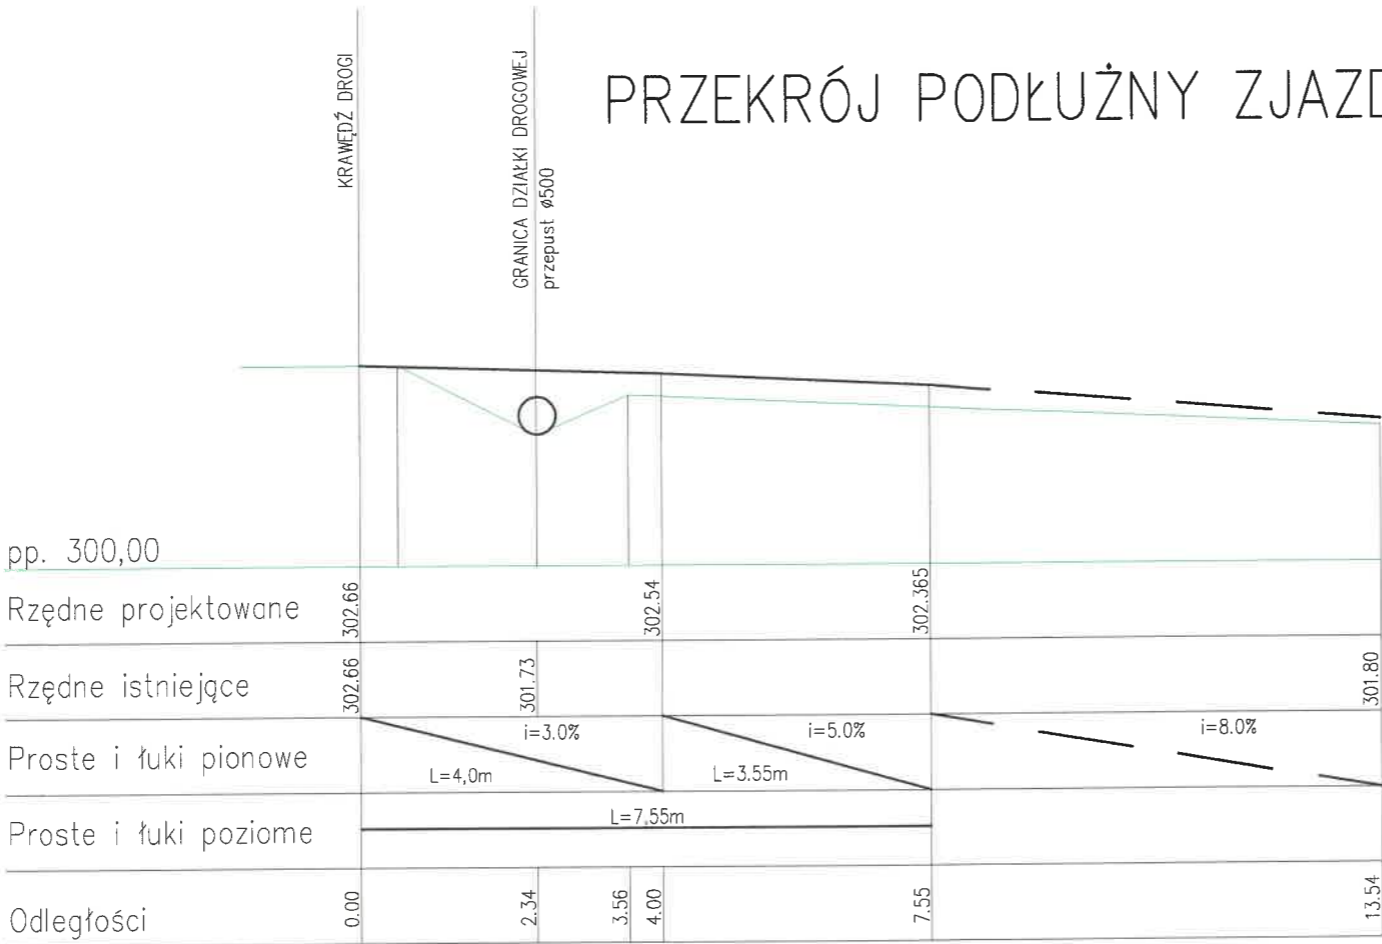 PRZEKRÓJ PODŁUŻNY ZJAZD
KRAWĘDŹ DROGI
GRANICA DZIAŁKI DROGOWEJ
przepust ø500
pp. 300,00
Rzędne projektowane
302.66
302.54
302.365
Rzędne istniejące
302.66
301.73
301.80
Proste i łuki pionowe
i=3.0%
L=4,0m
i=5.0%
L=3.55m
i=8.0%
Proste i łuki poziome
L=7,55m
Odległości
0.00
2.34
3.56
4.00
7.55
13.54